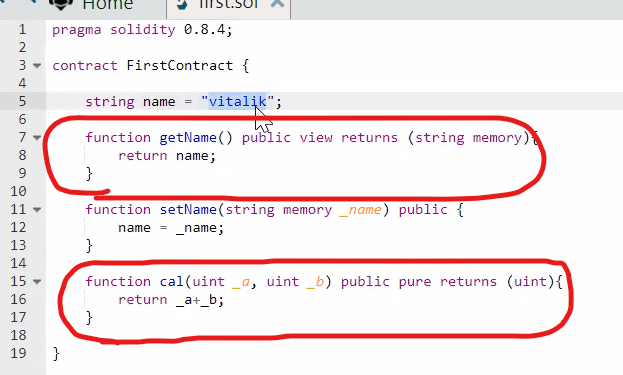 Home
first.sol
1 pragma solidity 0.8.4;
2
3 contract FirstContract {
4
5 string name = "vitalik";
6
7 function getName() public view returns (string memory){
8 return name;
9 }
10
11 function setName(string memory _name) public {
12 name = _name;
13 }
14
15 function cal(uint _a, uint _b) public pure returns (uint){
16 return _a+_b;
17 }
18
19 }